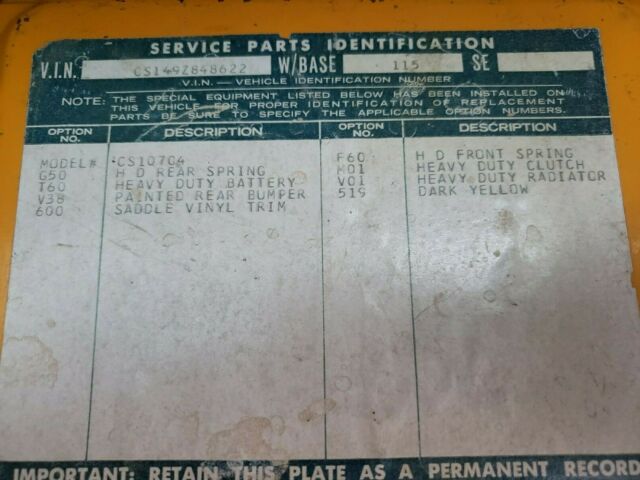 SERVICE PARTS IDENTIFICATION
V.I.N. CS149Z848622 W/BASE 115 SE
V.I.N. – VEHICLE IDENTIFICATION NUMBER
NOTE: THE SPECIAL EQUIPMENT LISTED BELOW HAS BEEN INSTALLED ON
THIS VEHICLE. FOR PROPER IDENTIFICATION OF REPLACEMENT
PARTS BE SURE TO SPECIFY THE APPLICABLE OPTION NUMBERS.
OPTION NO. DESCRIPTION OPTION NO. DESCRIPTION
MODEL# CS10704 F60 H D FRONT SPRING
G50 H D REAR SPRING M01 HEAVY DUTY CLUTCH
T60 HEAVY DUTY BATTERY V01 HEAVY DUTY RADIATOR
V38 PAINTED REAR BUMPER 519 DARK YELLOW
600 SADDLE VINYL TRIM
IMPORTANT: RETAIN THIS PLATE AS A PERMANENT RECORD